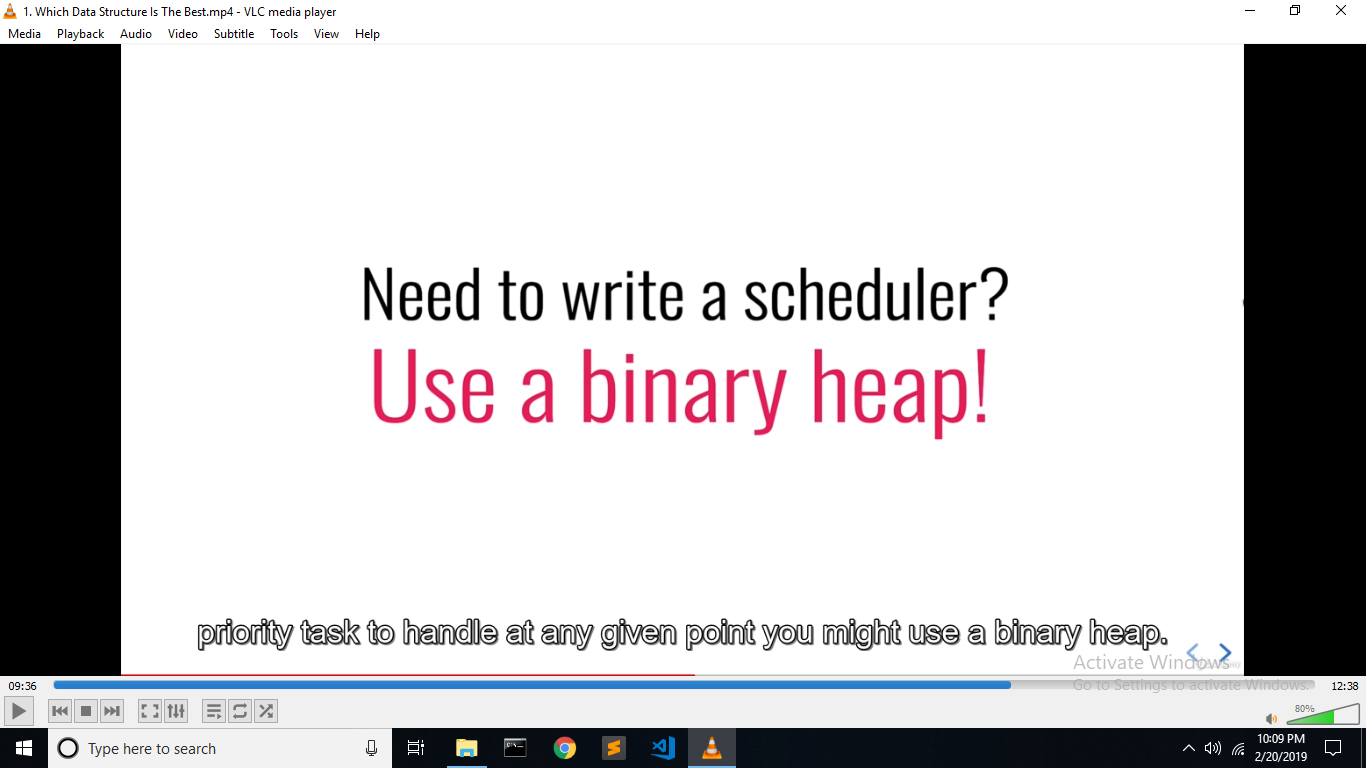 1. Which Data Structure Is The Best.mp4 - VLC media player
Media Playback Audio Video Subtitle Tools View Help
Need to write a scheduler?
Use a binary heap!
priority task to handle at any given point you might use a binary heap.
Activate Windows
Go to Settings to activate Windows.
09:36
12:38
80%
Type here to search
10:09 PM
2/20/2019